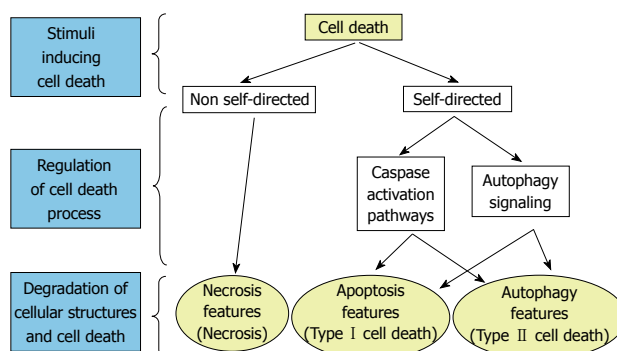 Stimuli
inducing
cell death
Cell death
Non self-directed
Self-directed
Regulation
of cell death
process
Caspase
activation
pathways
Autophagy
signaling
Degradation of
cellular structures
and cell death
Necrosis
features
(Necrosis)
Apoptosis
features
(Type Ⅰ cell death)
Autophagy
features
(Type Ⅱ cell death)